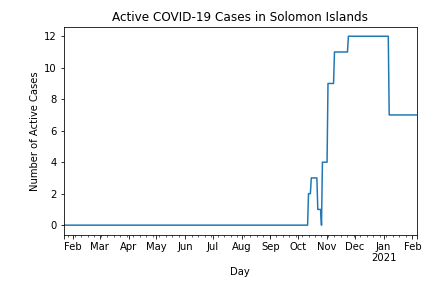 Active COVID-19 Cases in Solomon Islands
12
10
8
6
4
2
0
Number of Active Cases
Feb Mar Apr May Jun Jul Aug Sep Oct Nov Dec Jan Feb
2021
Day